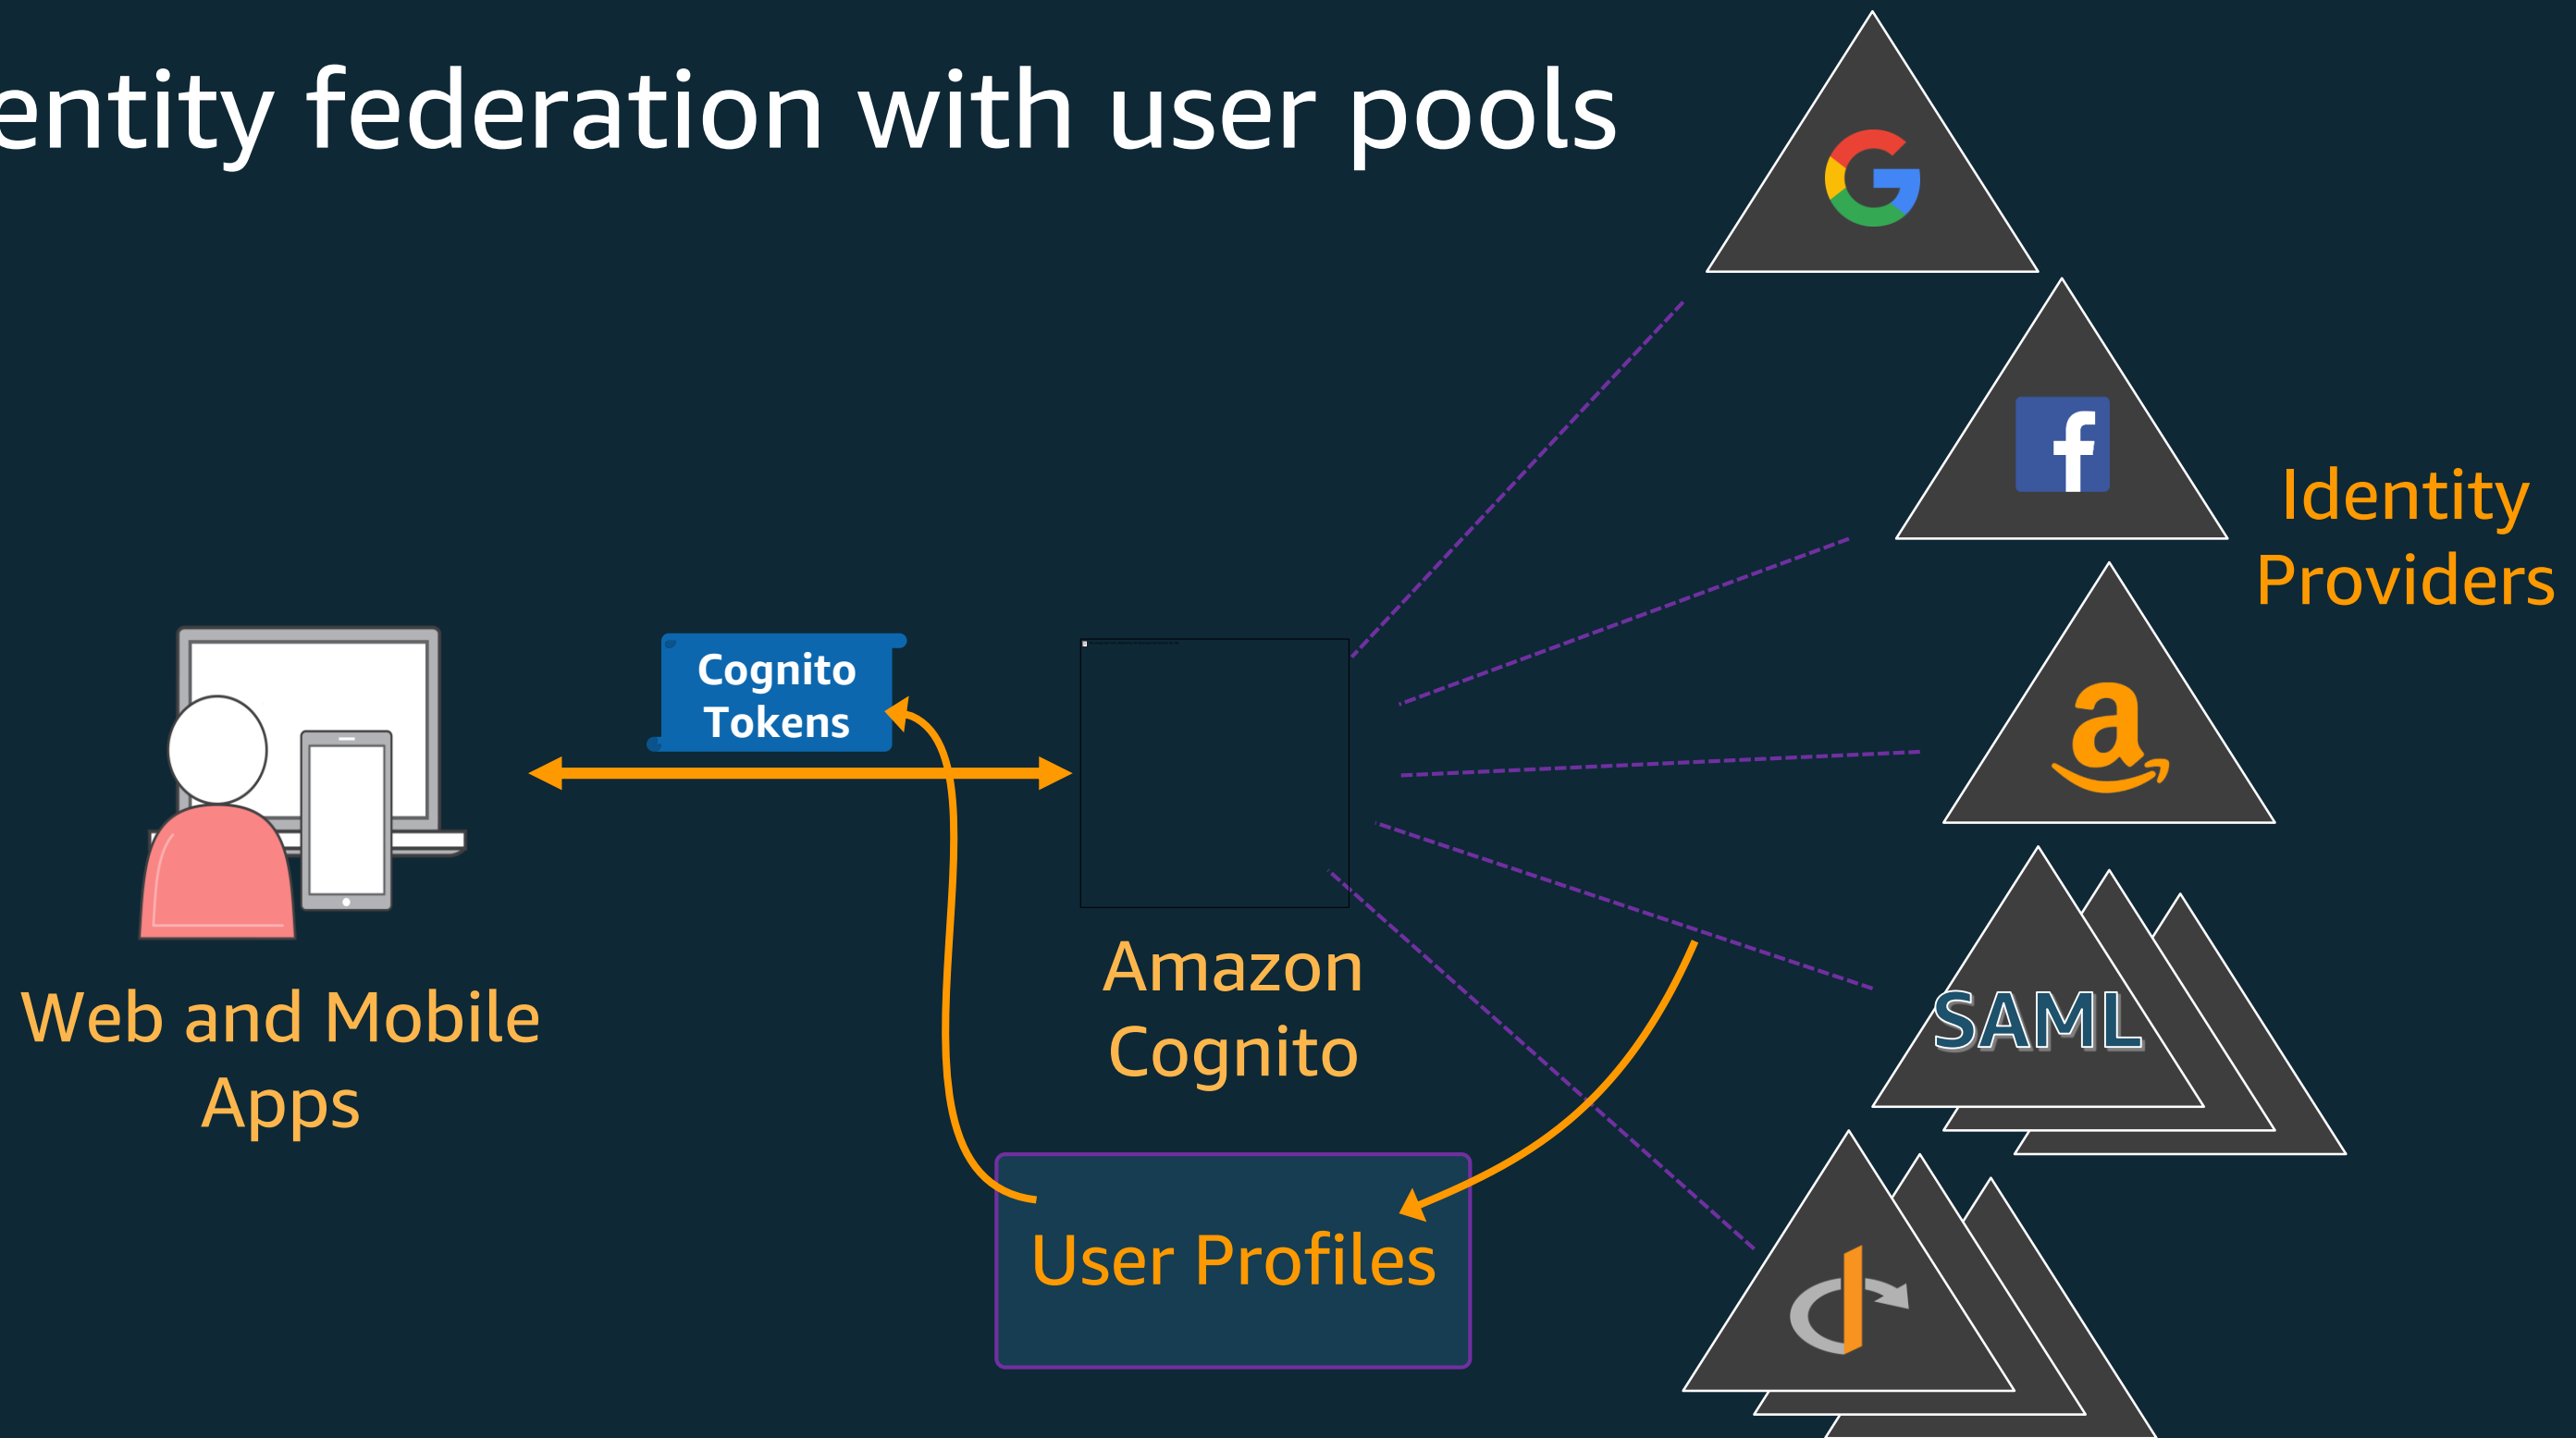 entity federation with user pools
Identity
Providers
Cognito
Tokens
Amazon
Cognito
Web and Mobile
Apps
SAML
User Profiles